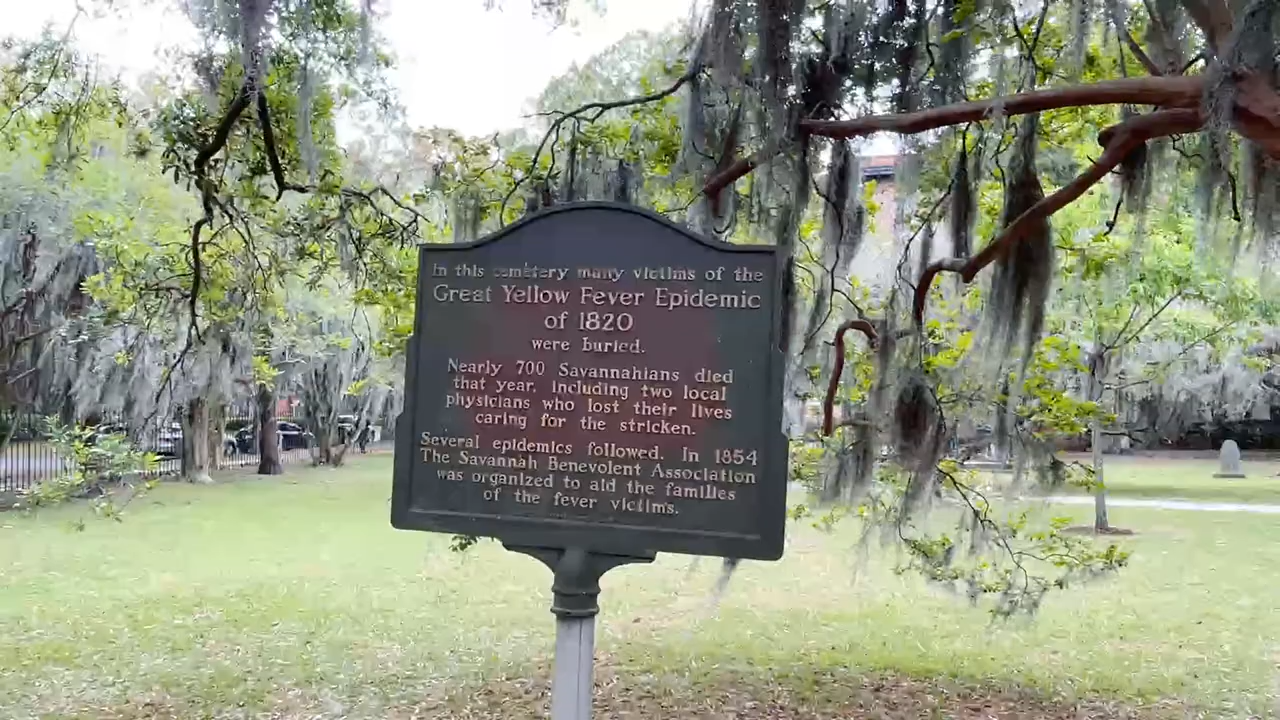 In this cemetery many victims of the
Great Yellow Fever Epidemic
of 1820
were buried.
Nearly 700 Savannahians died
that year, including two local
physicians who lost their lives
caring for the stricken.
Several epidemics followed. In 1854
The Savannah Benevolent Association
was organized to aid the families
of the fever victims.